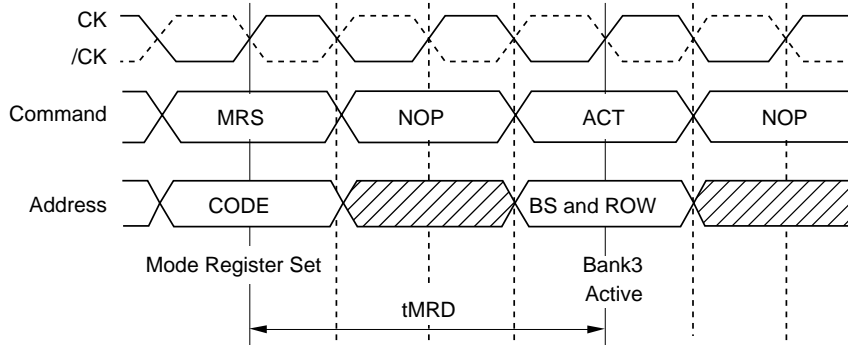 CK
/CK
Command MRS NOP ACT NOP
Address CODE BS and ROW
Mode Register Set Bank3
Active
tMRD